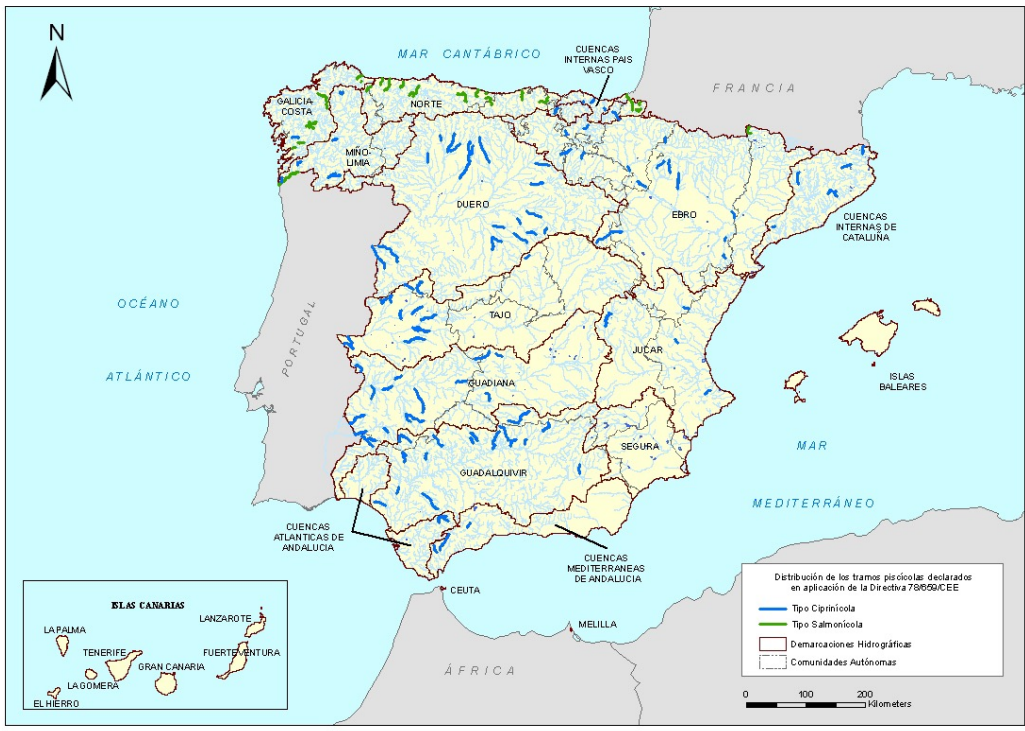 N
MAR CANTÁBRICO
CUENCAS
INTERNAS PAIS
VASCO
FRANCIA
GALICIA-
COSTA
NORTE
MIÑO-
LIMIA
DUERO
EBRO
CUENCAS
INTERNAS DE
CATALUÑA
OCÉANO
ATLÁNTICO
PORTUGAL
TAJO
JUCAR
ISLAS
BALEARES
GUADIANA
SEGURA
MAR
MEDITERRÁNEO
GUADALQUIVIR
CUENCAS
ATLANTICAS DE
ANDALUCIA
CUENCAS
MEDITERRANEAS
DE ANDALUCIA
CEUTA
MELILLA
ÁFRICA
ISLAS CANARIAS
LANZAROTE
LA PALMA
TENERIFE
FUERTEVENTURA
GRAN CANARIA
LA GOMERA
EL HIERRO
Distribución de los tramos piscícolas declarados
en aplicación de la Directiva 78/659/CEE
Tipo Ciprinícola
Tipo Salmonícola
Demarcaciones Hidrográficas
Comunidades Autónomas
0 100 200
Kilometers